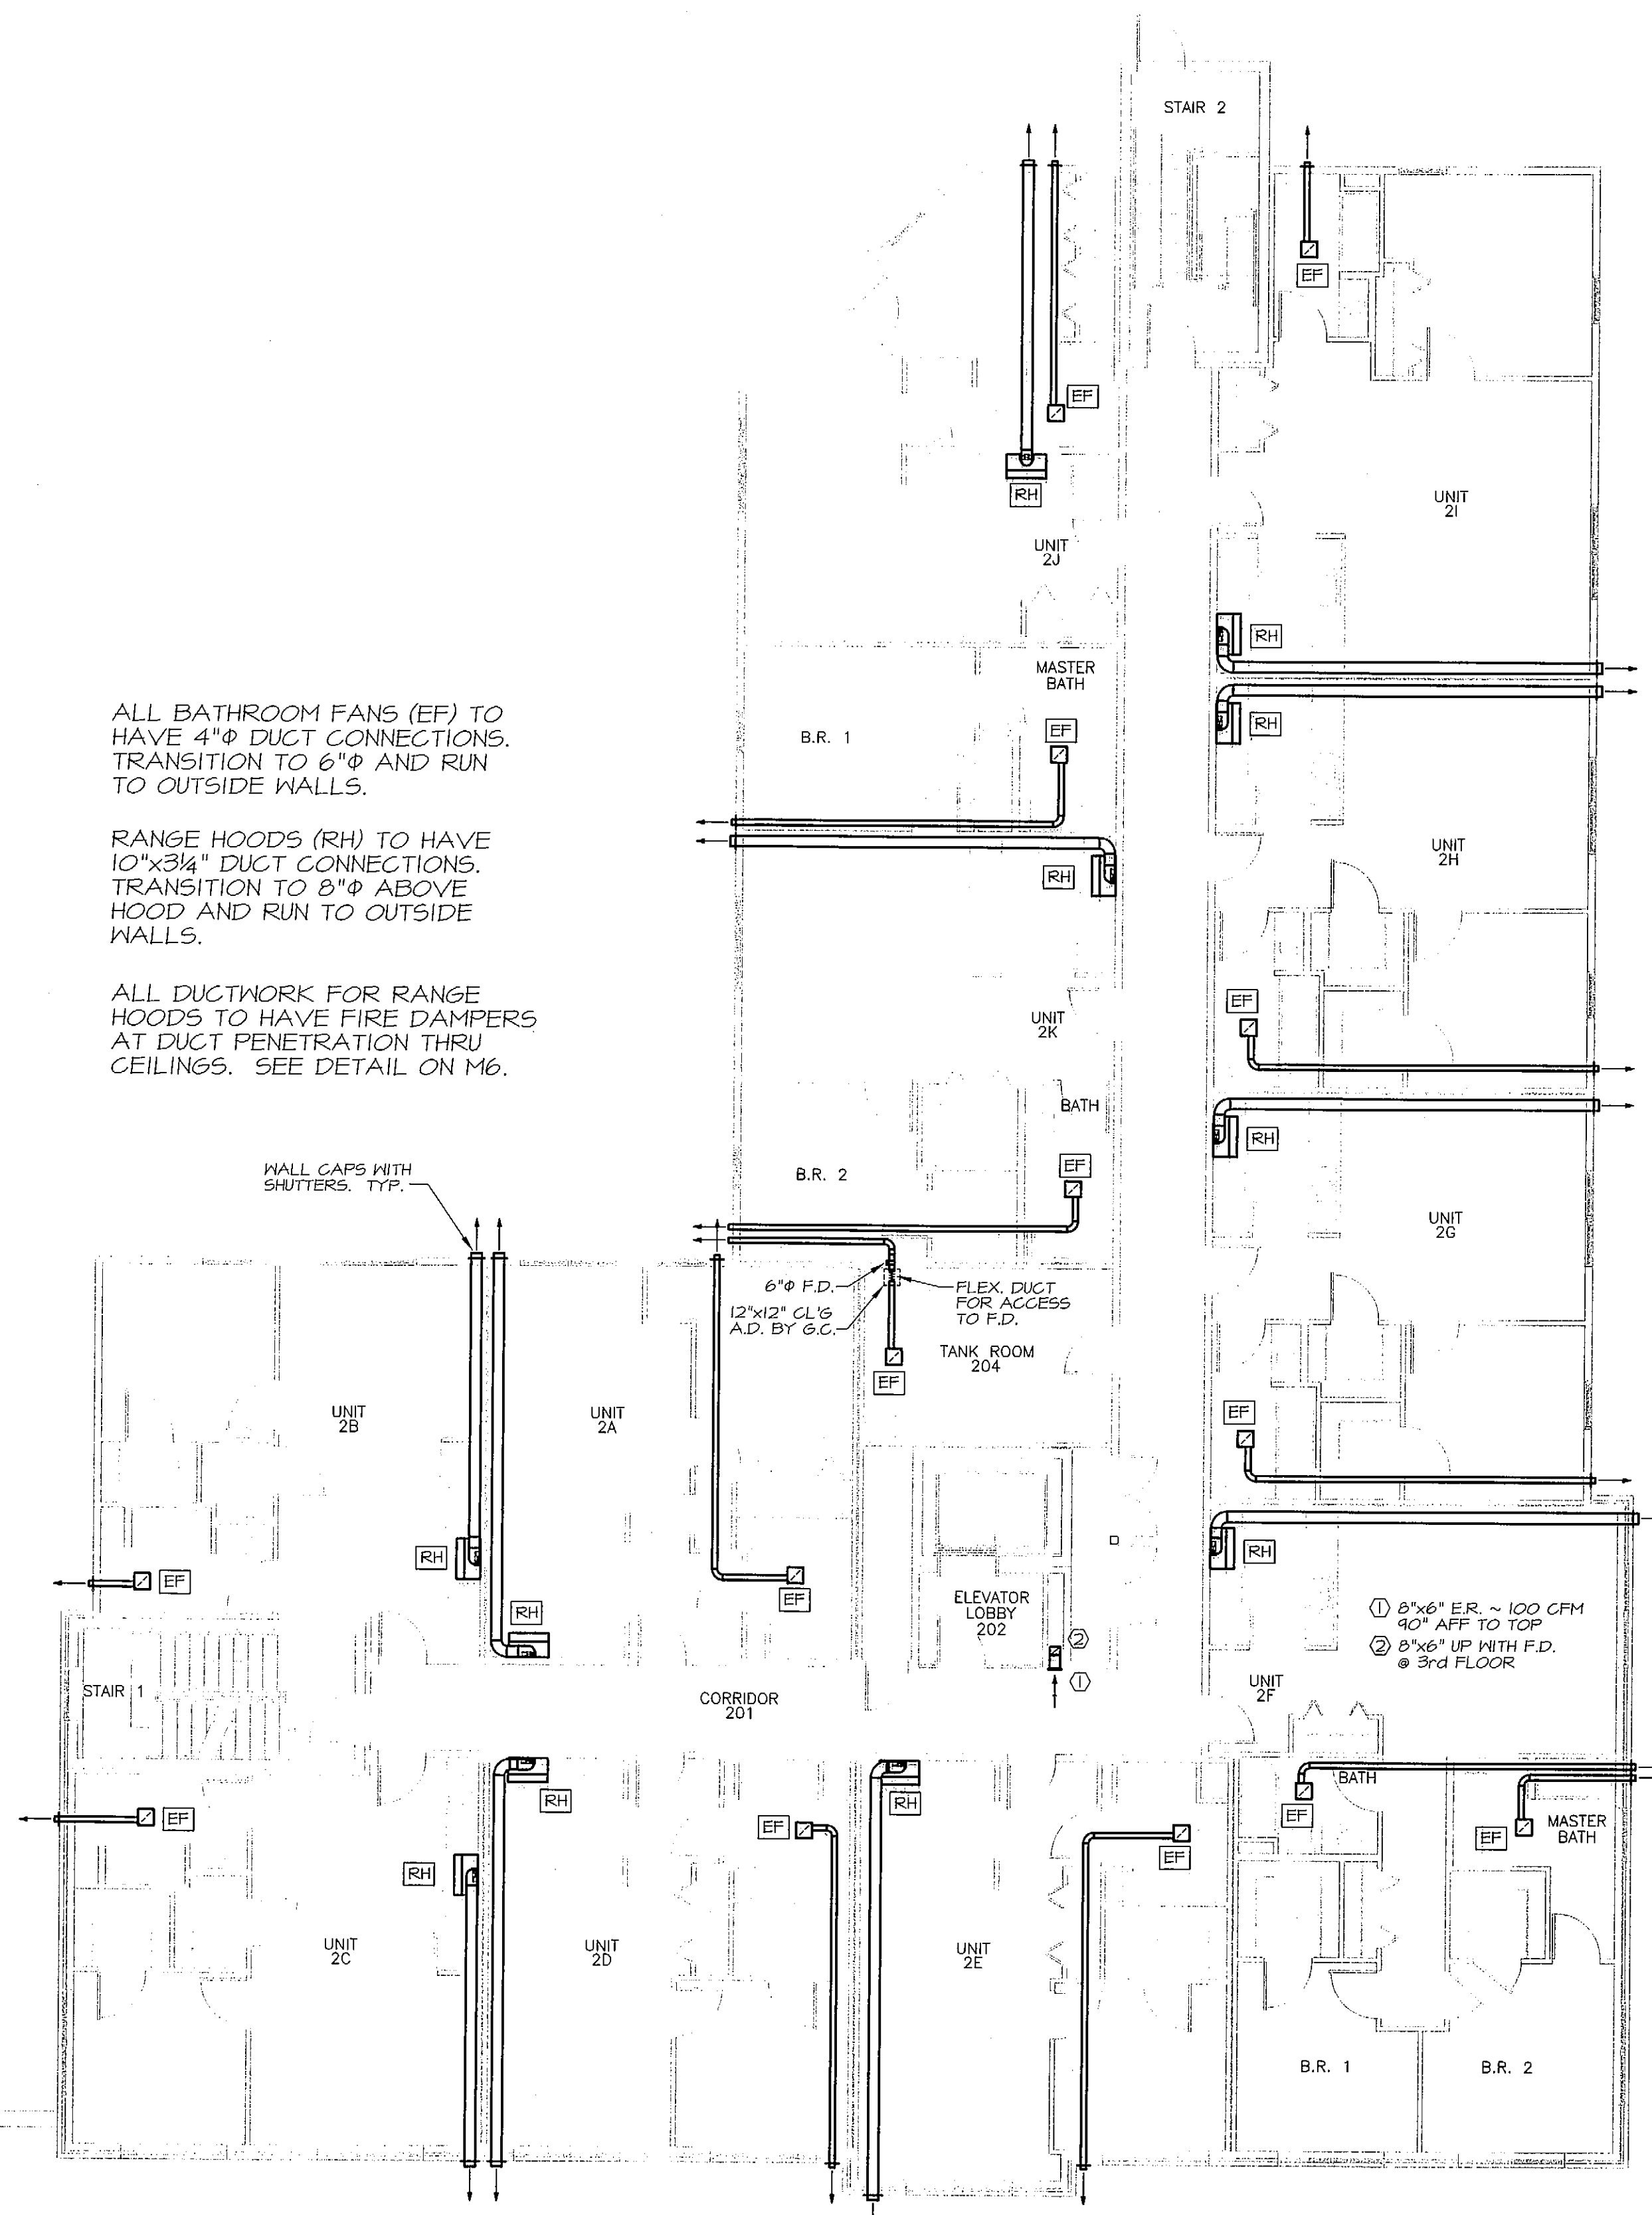 STAIR 2
EF
EF
RH
UNIT
2I
UNIT
2J
RH
MASTER
BATH
ALL BATHROOM FANS (EF) TO
HAVE 4"Φ DUCT CONNECTIONS.
TRANSITION TO 6"Φ AND RUN
TO OUTSIDE WALLS.
RH
EF
B.R. 1
RANGE HOODS (RH) TO HAVE
10"x3¼" DUCT CONNECTIONS.
TRANSITION TO 8"Φ ABOVE
HOOD AND RUN TO OUTSIDE
WALLS.
UNIT
2H
RH
ALL DUCTWORK FOR RANGE
HOODS TO HAVE FIRE DAMPERS
AT DUCT PENETRATION THRU
CEILINGS. SEE DETAIL ON M6.
EF
UNIT
2K
BATH
RH
WALL CAPS WITH
SHUTTERS. TYP.
B.R. 2
EF
UNIT
2G
6"Φ F.D.
12"x12" CL'G
A.D. BY G.C.
FLEX. DUCT
FOR ACCESS
TO F.D.
TANK ROOM
204
EF
UNIT
2B
UNIT
2A
EF
RH
RH
EF
EF
ELEVATOR
LOBBY
202
RH
1 8"x6" E.R. ~ 100 CFM
90" AFF TO TOP
2 8"x6" UP WITH F.D.
@ 3rd FLOOR
2
1
STAIR 1
CORRIDOR
201
UNIT
2F
BATH
RH
RH
EF
EF
EF
EF
MASTER
BATH
EF
RH
UNIT
2C
UNIT
2D
UNIT
2E
B.R. 1
B.R. 2